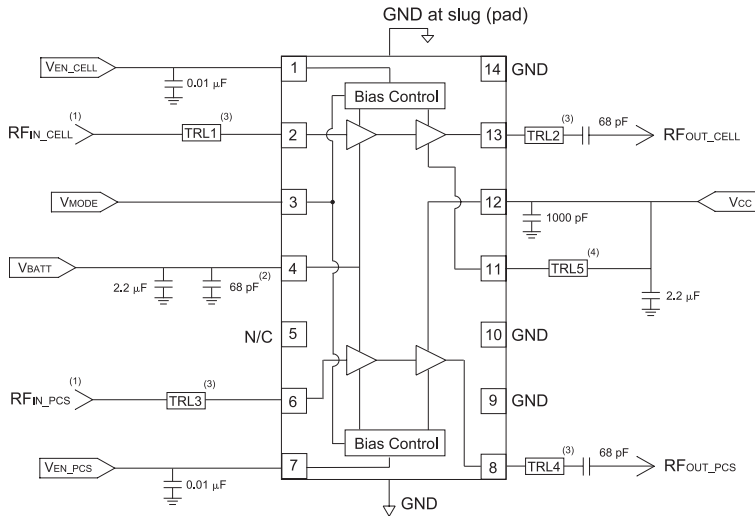 GND at slug (pad)
VEN_CELL
0.01 µF
1
Bias Control
14
GND
RFIN_CELL
(1)
TRL1
(3)
2
13
TRL2
(3)
68 pF
RFOUT_CELL
VMODE
3
12
1000 pF
VCC
VBATT
2.2 µF
68 pF
(2)
4
11
TRL5
(4)
2.2 µF
N/C
5
10
GND
RFIN_PCS
(1)
TRL3
(3)
6
9
GND
VEN_PCS
0.01 µF
7
Bias Control
8
TRL4
(3)
68 pF
RFOUT_PCS
GND